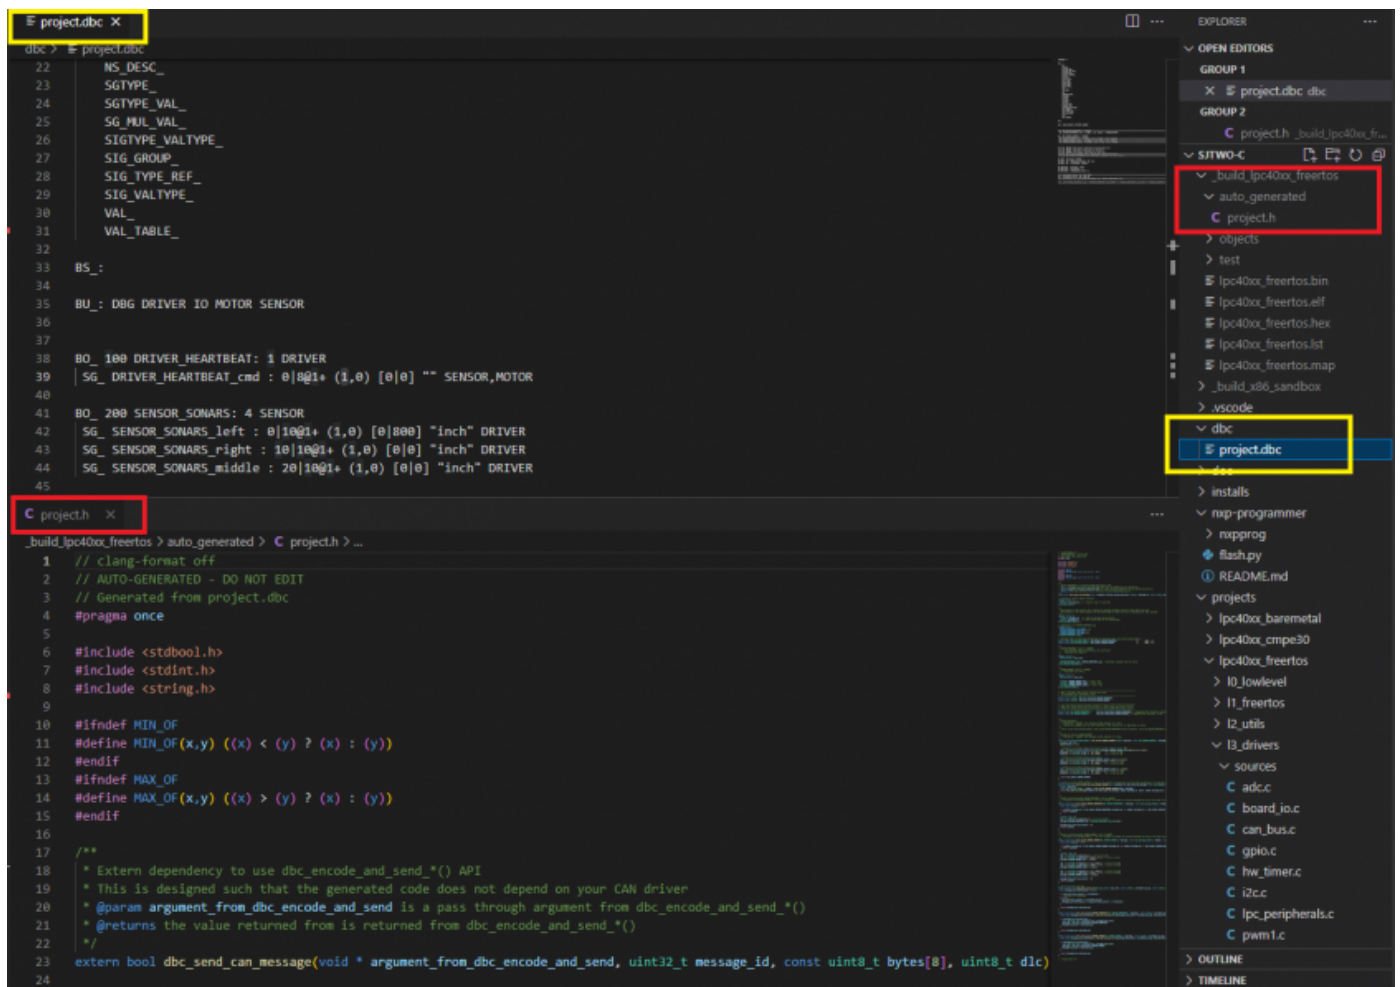 project.dbc ×
dbc > project.dbc
22 NS_DESC_
23 SGTYPE_
24 SGTYPE_VAL_
25 SG_MUL_VAL_
26 SIGTYPE_VALTYPE_
27 SIG_GROUP_
28 SIG_TYPE_REF_
29 SIG_VALTYPE_
30 VAL_
31 VAL_TABLE_
32
33 BS_:
34
35 BU_: DBG DRIVER IO MOTOR SENSOR
36
37
38 BO_ 100 DRIVER_HEARTBEAT: 1 DRIVER
39 SG_ DRIVER_HEARTBEAT_cmd : 0|8@1+ (1,0) [0|0] "" SENSOR,MOTOR
40
41 BO_ 200 SENSOR_SONARS: 4 SENSOR
42 SG_ SENSOR_SONARS_left : 0|10@1+ (1,0) [0|800] "inch" DRIVER
43 SG_ SENSOR_SONARS_right : 10|10@1+ (1,0) [0|0] "inch" DRIVER
44 SG_ SENSOR_SONARS_middle : 20|10@1+ (1,0) [0|0] "inch" DRIVER
45
C project.h ×
_build_lpc40xx_freertos > auto_generated > C project.h > ...
1 // clang-format off
2 // AUTO-GENERATED - DO NOT EDIT
3 // Generated from project.dbc
4 #pragma once
5
6 #include <stdbool.h>
7 #include <stdint.h>
8 #include <string.h>
9
10 #ifndef MIN_OF
11 #define MIN_OF(x,y) ((x) < (y) ? (x) : (y))
12 #endif
13 #ifndef MAX_OF
14 #define MAX_OF(x,y) ((x) > (y) ? (x) : (y))
15 #endif
16
17 /**
18 * Extern dependency to use dbc_encode_and_send_*() API
19 * This is designed such that the generated code does not depend on your CAN driver
20 * @param argument_from_dbc_encode_and_send is a pass through argument from dbc_encode_and_send_*()
21 * @returns the value returned from is returned from dbc_encode_and_send_*()
22 */
23 extern bool dbc_send_can_message(void * argument_from_dbc_encode_and_send, uint32_t message_id, const uint8_t bytes[8], uint8_t dlc)
24
EXPLORER ...
OPEN EDITORS
GROUP 1
× project.dbc dbc
GROUP 2
C project.h _build_lpc40xx_fr...
SJTWO-C
_build_lpc40xx_freertos
auto_generated
C project.h
objects
test
lpc40xx_freertos.bin
lpc40xx_freertos.elf
lpc40xx_freertos.hex
lpc40xx_freertos.lst
lpc40xx_freertos.map
_build_x86_sandbox
.vscode
dbc
project.dbc
installs
nxp-programmer
nxpprog
flash.py
README.md
projects
lpc40xx_baremetal
lpc40xx_cmpe30
lpc40xx_freertos
l0_lowlevel
l1_freertos
l2_utils
l3_drivers
sources
C adc.c
C board_io.c
C can_bus.c
C gpio.c
C hw_timer.c
C i2c.c
C lpc_peripherals.c
C pwm1.c
OUTLINE
TIMELINE